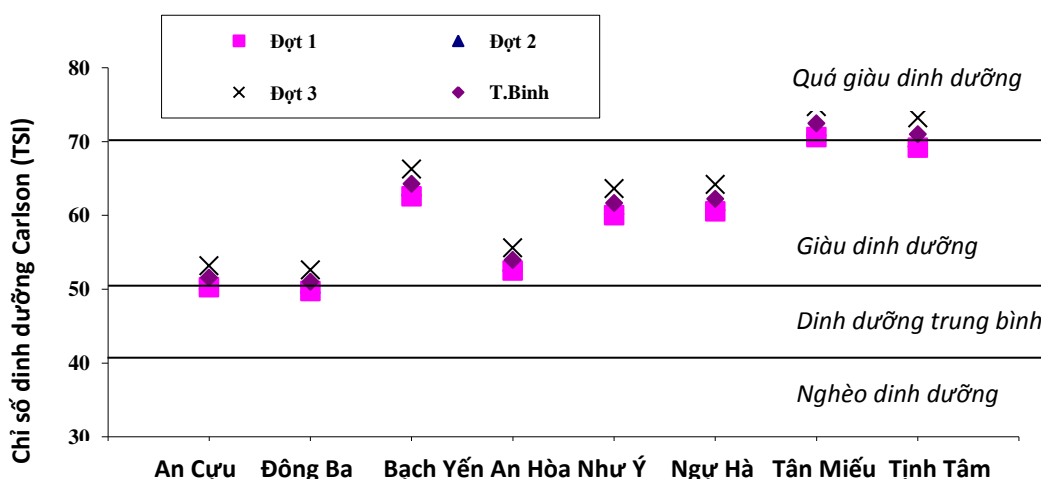 Đợt 1 Đợt 2
Đợt 3 T.Bình
Chỉ số dinh dưỡng Carlson (TSI)
80
70
60
50
40
30
Quá giàu dinh dưỡng
Giàu dinh dưỡng
Dinh dưỡng trung bình
Nghèo dinh dưỡng
An Cựu Đông Ba Bạch Yến An Hòa Như Ý Ngự Hà Tân Miếu Tịnh Tâm